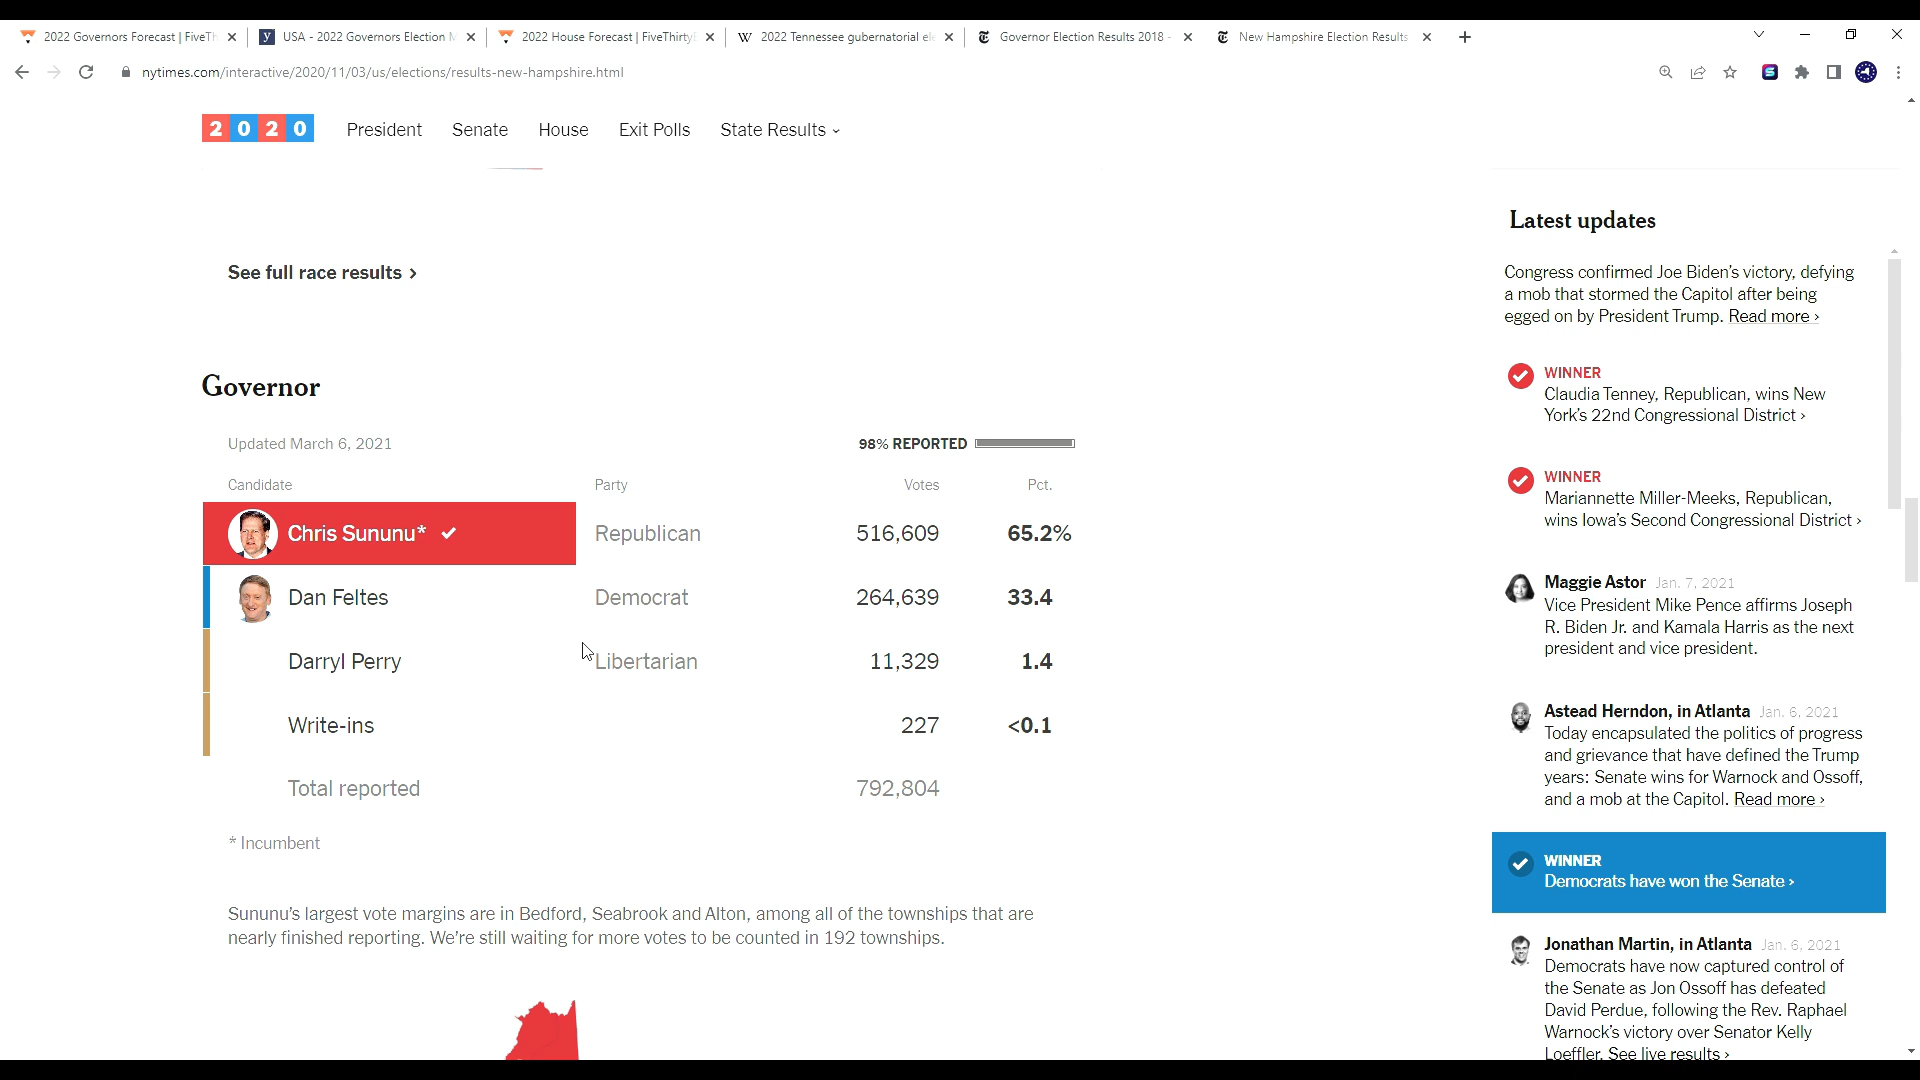 2022 Governors Forecast | FiveTh
USA - 2022 Governors Election M
2022 House Forecast | FiveThirty
W 2022 Tennessee gubernatorial ele
Governor Election Results 2018 -
New Hampshire Election Results
nytimes.com/interactive/2020/11/03/us/elections/results-new-hampshire.html
2020 President Senate House Exit Polls State Results
See full race results ›
Governor
Updated March 6, 2021
98% REPORTED
Candidate Party Votes Pct.
Chris Sununu* Republican 516,609 65.2%
Dan Feltes Democrat 264,639 33.4
Darryl Perry Libertarian 11,329 1.4
Write-ins 227 <0.1
Total reported 792,804
* Incumbent
Sununu's largest vote margins are in Bedford, Seabrook and Alton, among all of the townships that are
nearly finished reporting. We're still waiting for more votes to be counted in 192 townships.
Latest updates
Congress confirmed Joe Biden's victory, defying
a mob that stormed the Capitol after being
egged on by President Trump. Read more ›
WINNER
Claudia Tenney, Republican, wins New
York's 22nd Congressional District ›
WINNER
Mariannette Miller-Meeks, Republican,
wins Iowa's Second Congressional District ›
Maggie Astor Jan. 7, 2021
Vice President Mike Pence affirms Joseph
R. Biden Jr. and Kamala Harris as the next
president and vice president.
Astead Herndon, in Atlanta Jan. 6, 2021
Today encapsulated the politics of progress
and grievance that have defined the Trump
years: Senate wins for Warnock and Ossoff,
and a mob at the Capitol. Read more ›
WINNER
Democrats have won the Senate ›
Jonathan Martin, in Atlanta Jan. 6, 2021
Democrats have now captured control of
the Senate as Jon Ossoff has defeated
David Perdue, following the Rev. Raphael
Warnock's victory over Senator Kelly
Loeffler. See live results ›